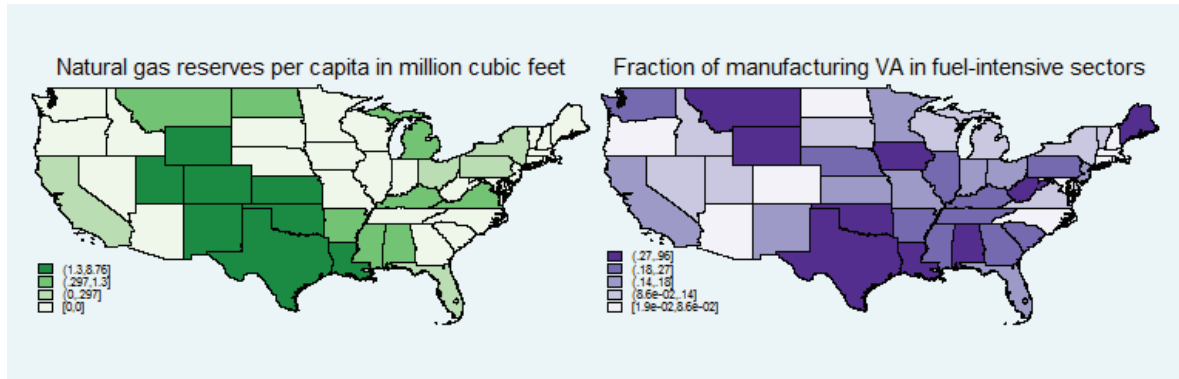 Natural gas reserves per capita in million cubic feet
(1.3,8.76]
(.297,1.3]
(0,.297]
[0,0]
Fraction of manufacturing VA in fuel-intensive sectors
(.27,.96]
(.18,.27]
(.14,.18]
(8.6e-02,.14]
[1.9e-02,8.6e-02]